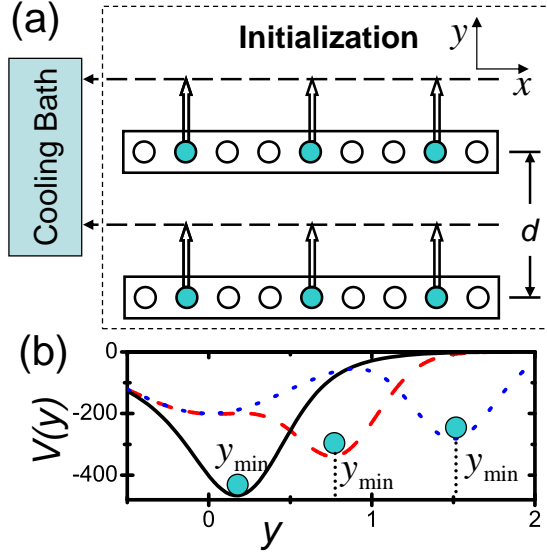 (a)
Initialization
y
x
Cooling Bath
d
(b)
0
-200
-400
V(y)
y_min
y_min
y_min
0
1
2
y